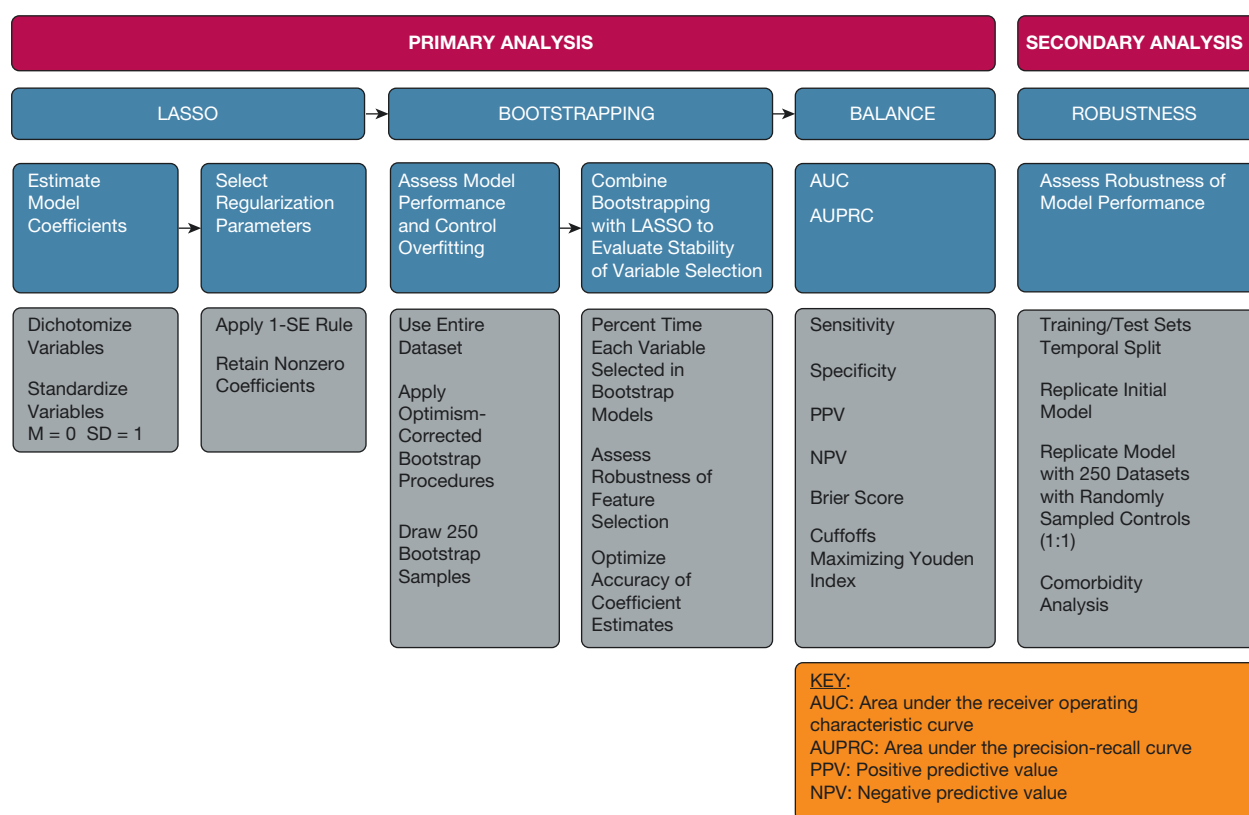 PRIMARY ANALYSIS
SECONDARY ANALYSIS
LASSO
BOOTSTRAPPING
BALANCE
ROBUSTNESS
Estimate
Model
Coefficients
Select
Regularization
Parameters
Assess Model
Performance
and Control
Overfitting
Combine
Bootstrapping
with LASSO to
Evaluate Stability
of Variable Selection
AUC
AUPRC
Assess Robustness of
Model Performance
Dichotomize
Variables
Standardize
Variables
M = 0 SD = 1
Apply 1-SE Rule
Retain Nonzero
Coefficients
Use Entire
Dataset
Apply
Optimism-
Corrected
Bootstrap
Procedures
Draw 250
Bootstrap
Samples
Percent Time
Each Variable
Selected in
Bootstrap
Models
Assess
Robustness of
Feature
Selection
Optimize
Accuracy of
Coefficient
Estimates
Sensitivity
Specificity
PPV
NPV
Brier Score
Cuffoffs
Maximizing Youden
Index
Training/Test Sets
Temporal Split
Replicate Initial
Model
Replicate Model
with 250 Datasets
with Randomly
Sampled Controls
(1:1)
Comorbidity
Analysis
KEY:
AUC: Area under the receiver operating
characteristic curve
AUPRC: Area under the precision-recall curve
PPV: Positive predictive value
NPV: Negative predictive value